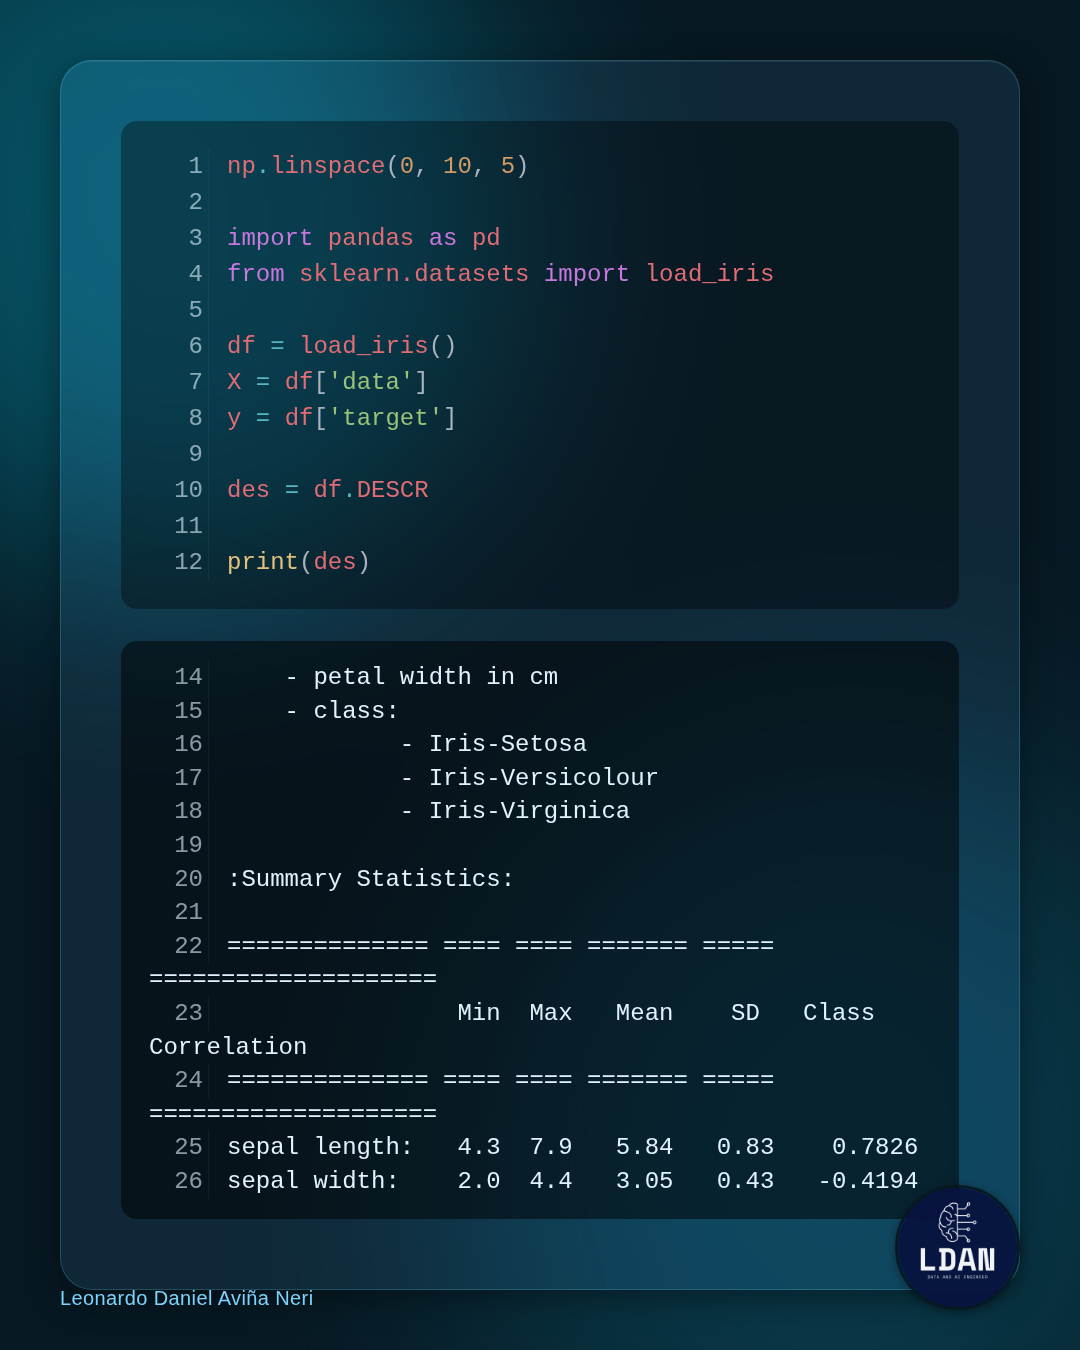 1 np.linspace(0, 10, 5)
2
3 import pandas as pd
4 from sklearn.datasets import load_iris
5
6 df = load_iris()
7 X = df['data']
8 y = df['target']
9
10 des = df.DESCR
11
12 print(des)
14     - petal width in cm
15     - class:
16             - Iris-Setosa
17             - Iris-Versicolour
18             - Iris-Virginica
19
20 :Summary Statistics:
21
22 ============== ==== ==== ======= =====
====================
23                 Min  Max   Mean    SD   Class
Correlation
24 ============== ==== ==== ======= =====
====================
25 sepal length:   4.3  7.9   5.84   0.83    0.7826
26 sepal width:    2.0  4.4   3.05   0.43   -0.4194
LDAN
DATA AND AI ENGINEER
Leonardo Daniel Aviña Neri